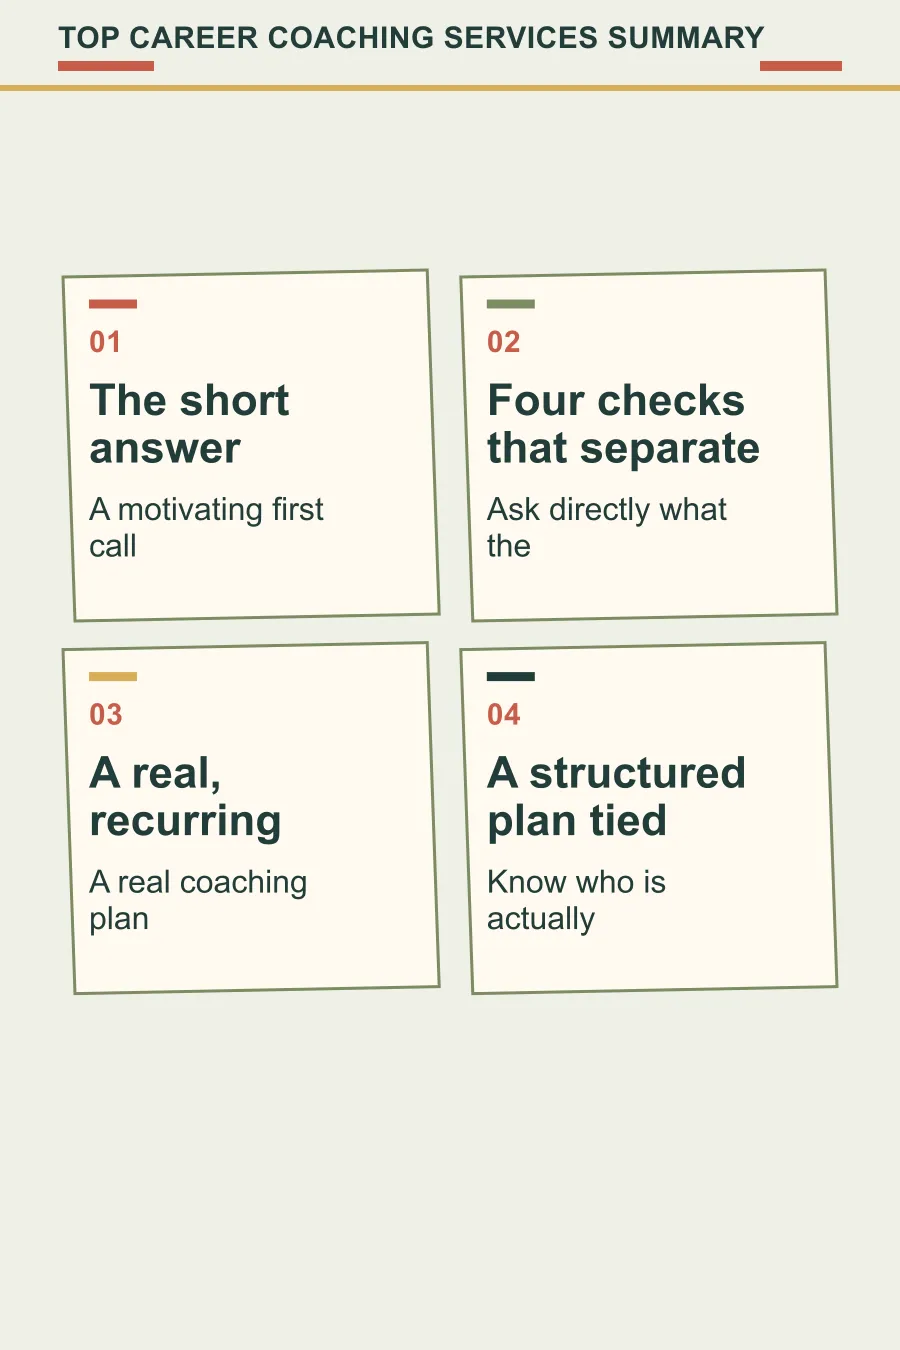 TOP CAREER COACHING SERVICES SUMMARY
01
The short
answer
A motivating first
call
02
Four checks
that separate
Ask directly what
the
03
A real,
recurring
A real coaching
plan
04
A structured
plan tied
Know who is
actually